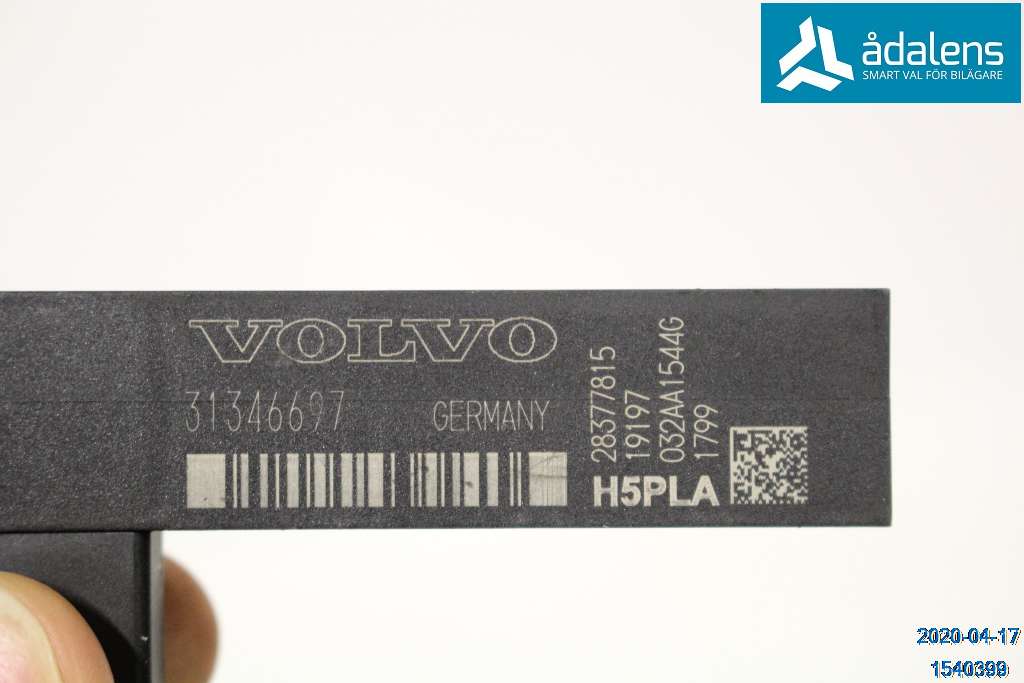 ådalens
SMART VAL FÖR BILÄGARE
VOLVO
31346697
GERMANY
28377815
19197
032AA1544G
1799
H5PLA
2020-04-17
1540399